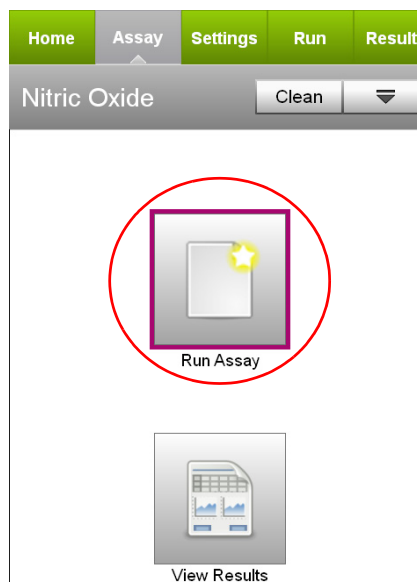 Home Assay Settings Run Result
Nitric Oxide Clean
Run Assay
View Results